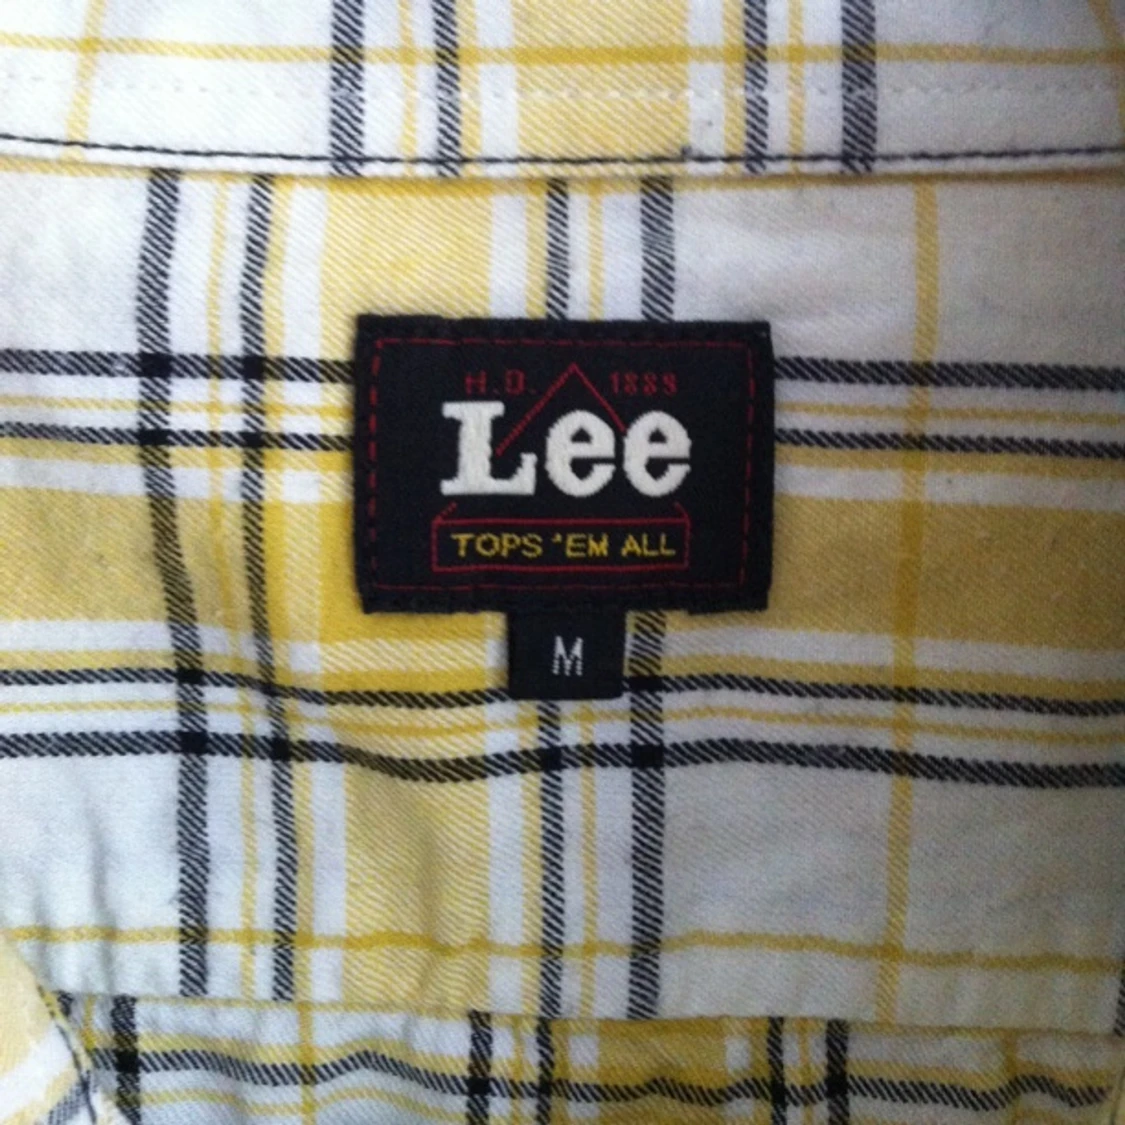 H.D. 1889
Lee
TOPS 'EM ALL
M